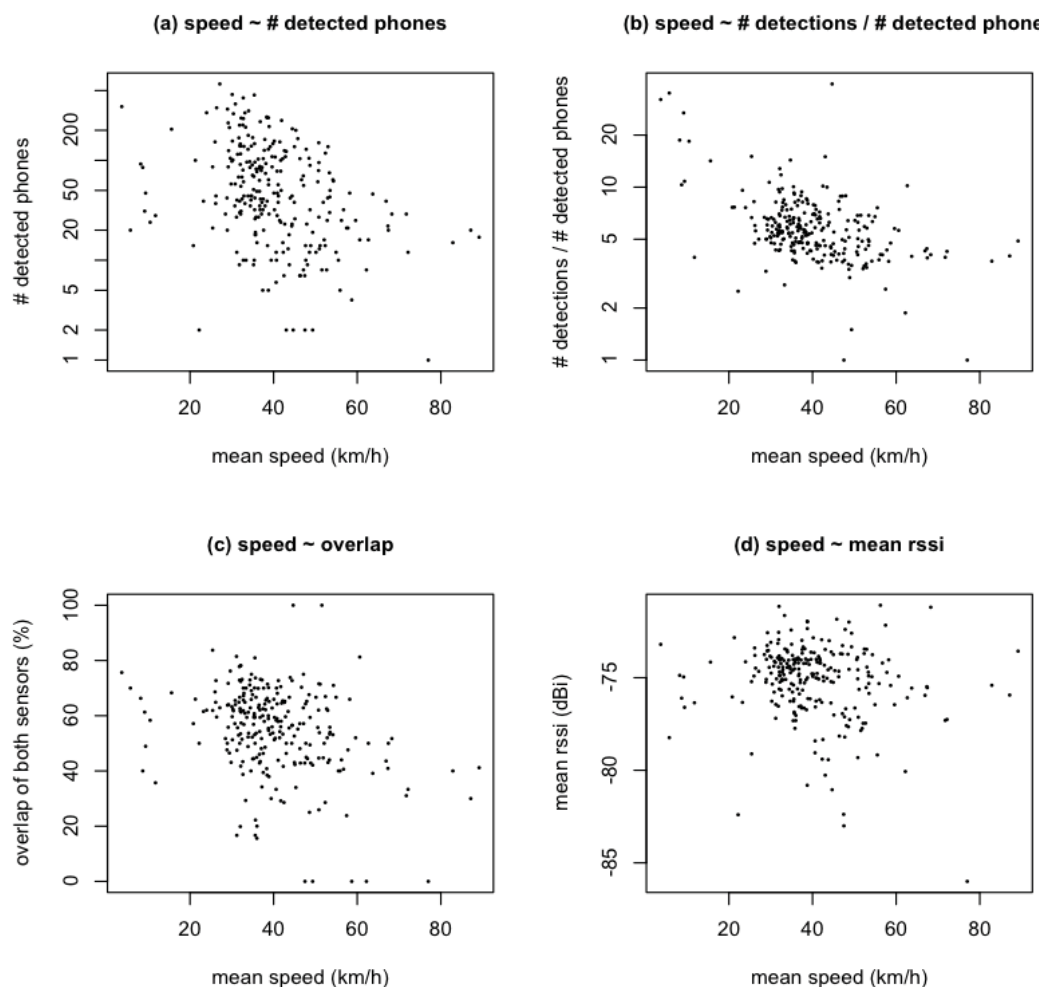 (a) speed ~ # detected phones
# detected phones
200
50
20
10
5
2
1
20 40 60 80
mean speed (km/h)
(b) speed ~ # detections / # detected phone
# detections / # detected phones
20
10
5
2
1
20 40 60 80
mean speed (km/h)
(c) speed ~ overlap
overlap of both sensors (%)
100
80
60
40
20
0
20 40 60 80
mean speed (km/h)
(d) speed ~ mean rssi
mean rssi (dBi)
-75
-80
-85
20 40 60 80
mean speed (km/h)